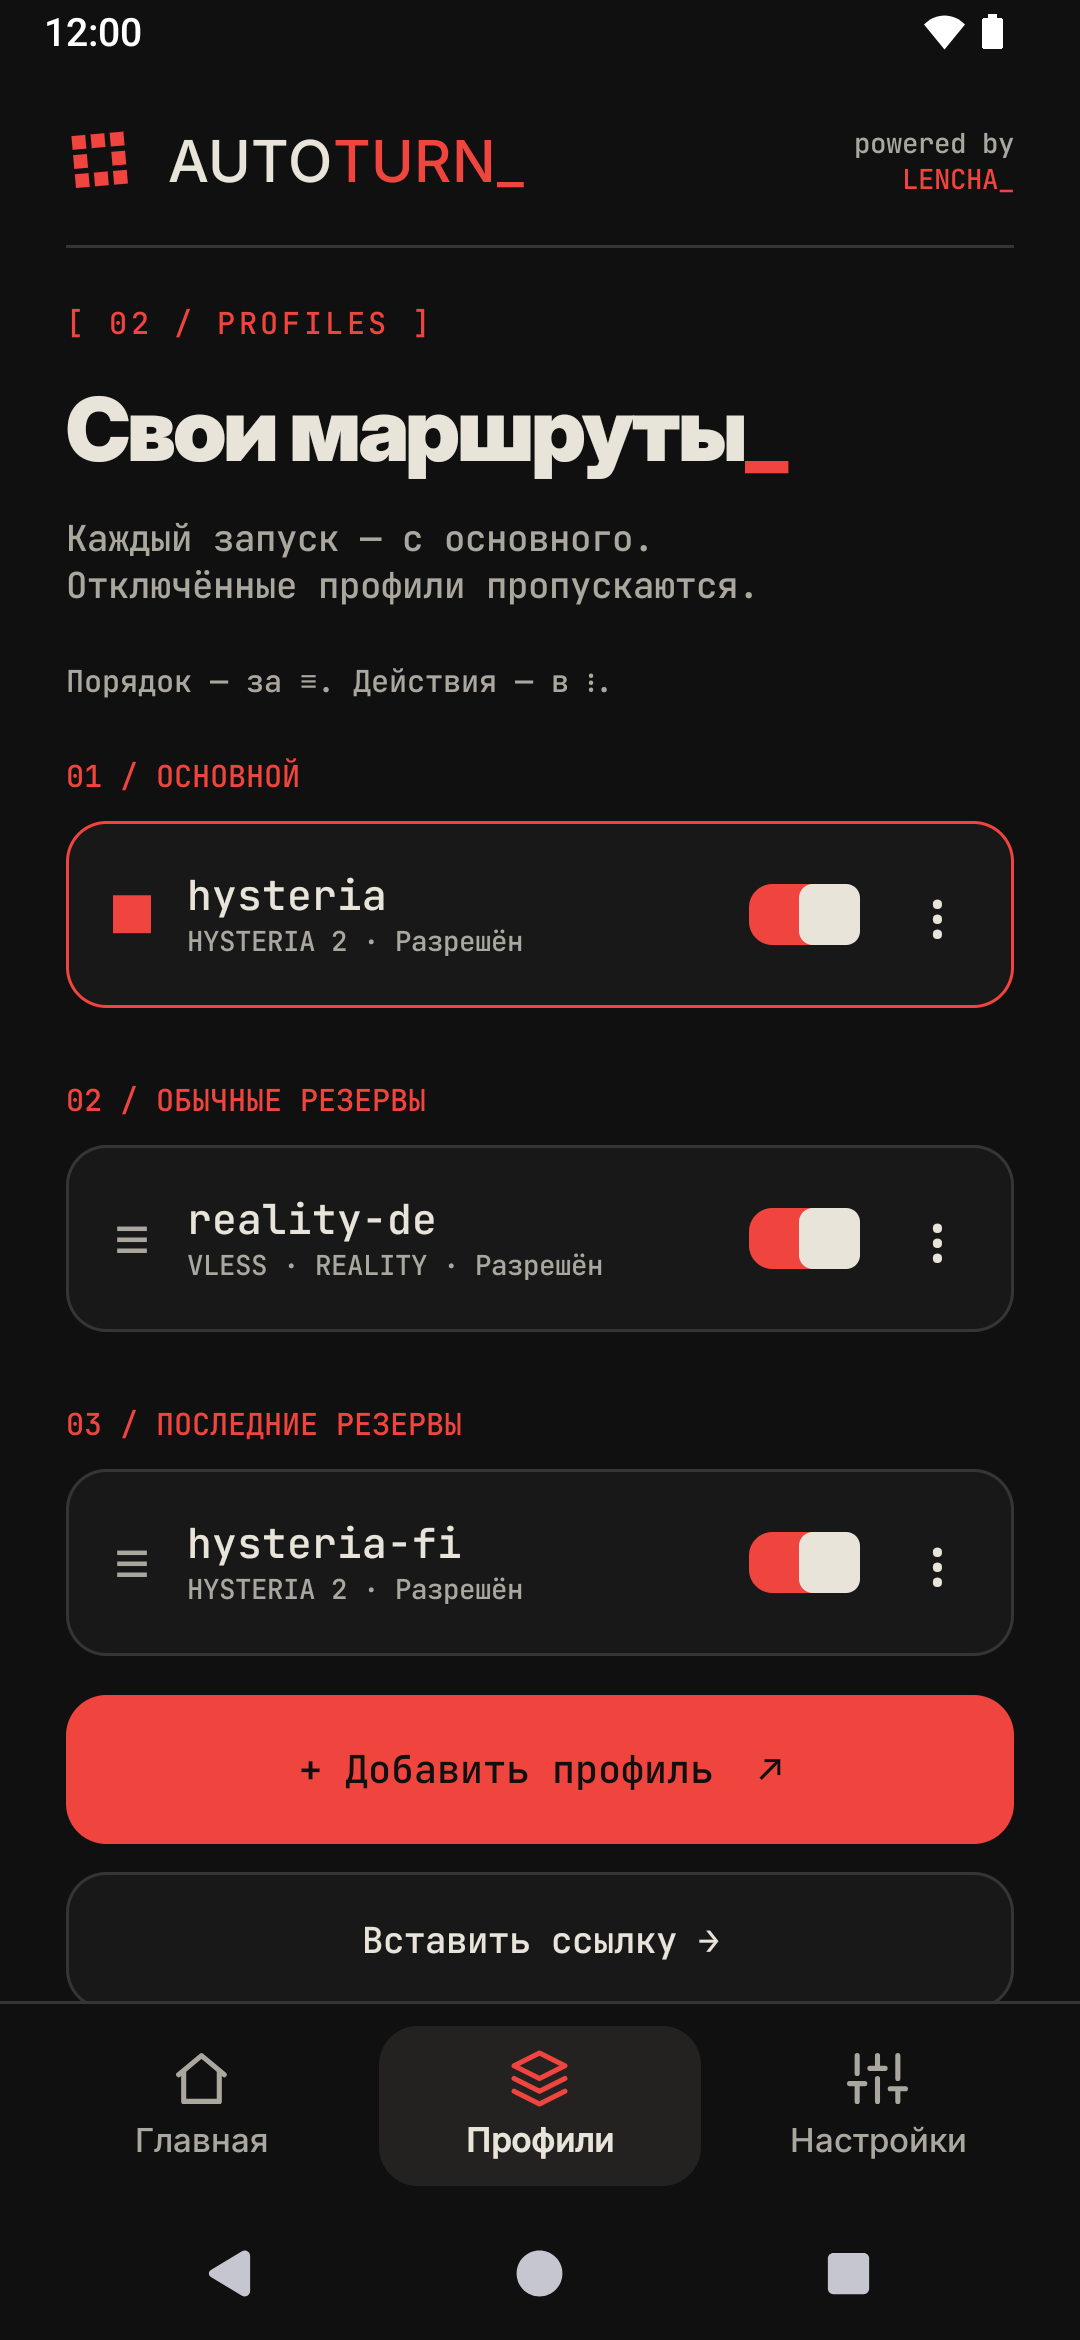 12:00
AUTOTURN_
powered by
LENCHA_
[ 02 / PROFILES ]
Свои маршруты_
Каждый запуск — с основного.
Отключённые профили пропускаются.
Порядок — за ≡. Действия — в ⋮.
01 / ОСНОВНОЙ
hysteria
HYSTERIA 2 · Разрешён
02 / ОБЫЧНЫЕ РЕЗЕРВЫ
reality-de
VLESS · REALITY · Разрешён
03 / ПОСЛЕДНИЕ РЕЗЕРВЫ
hysteria-fi
HYSTERIA 2 · Разрешён
+ Добавить профиль ↗
Вставить ссылку →
Главная
Профили
Настройки